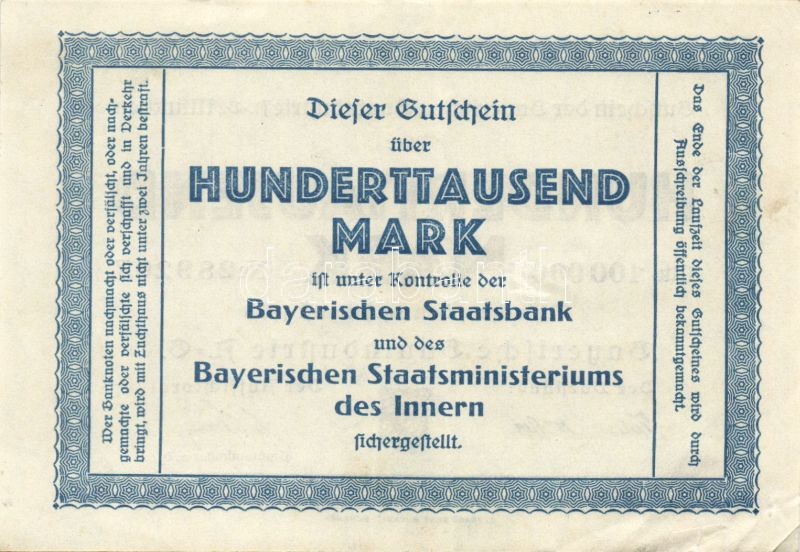 Wer Banknoten nachmacht oder verfälscht, oder nach-
gemachte oder verfälschte sich verschafft und in Verkehr
bringt, wird mit Zuchthaus nicht unter zwei Jahren bestraft.
Dieser Gutschein
über
HUNDERTTAUSEND
MARK
ist unter Kontrolle der
Bayerischen Staatsbank
und des
Bayerischen Staatsministeriums
des Innern
sichergestellt.
Das Ende der Laufzeit dieses Gutscheines wird durch
Ausschreibung öffentlich bekanntgemacht.
darabanth